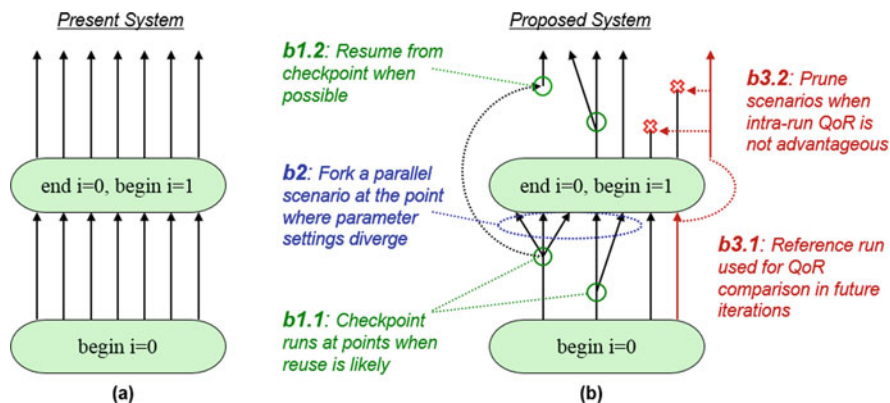 Present System
Proposed System
b1.2: Resume from
checkpoint when
possible
b3.2: Prune
scenarios when
intra-run QoR is
not advantageous
end i=0, begin i=1
b2: Fork a parallel
scenario at the point
where parameter
settings diverge
end i=0, begin i=1
b3.1: Reference run
used for QoR
comparison in future
iterations
b1.1: Checkpoint
runs at points when
reuse is likely
begin i=0
begin i=0
(a)
(b)